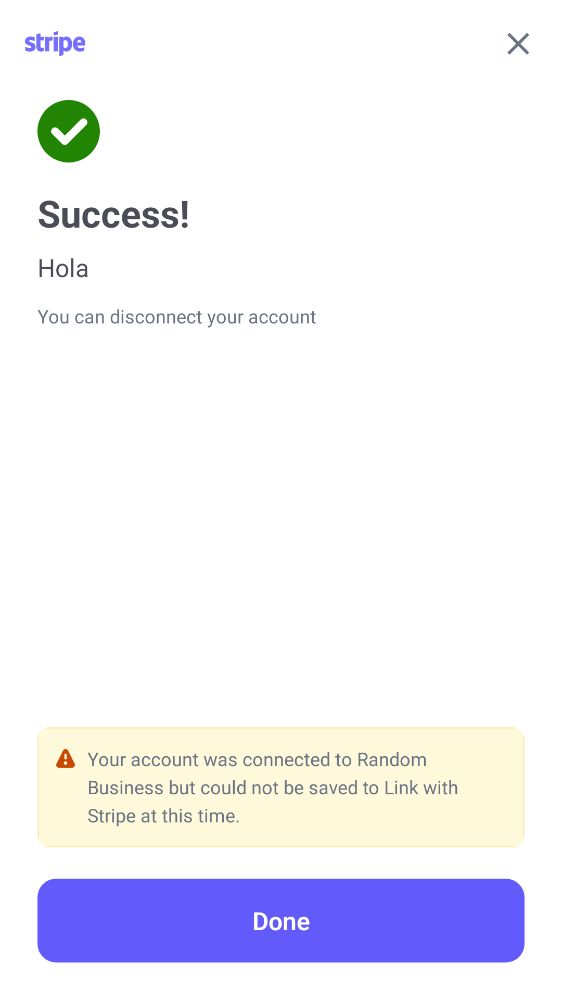 stripe
Success!
Hola
You can disconnect your account
Your account was connected to Random
Business but could not be saved to Link with
Stripe at this time.
Done